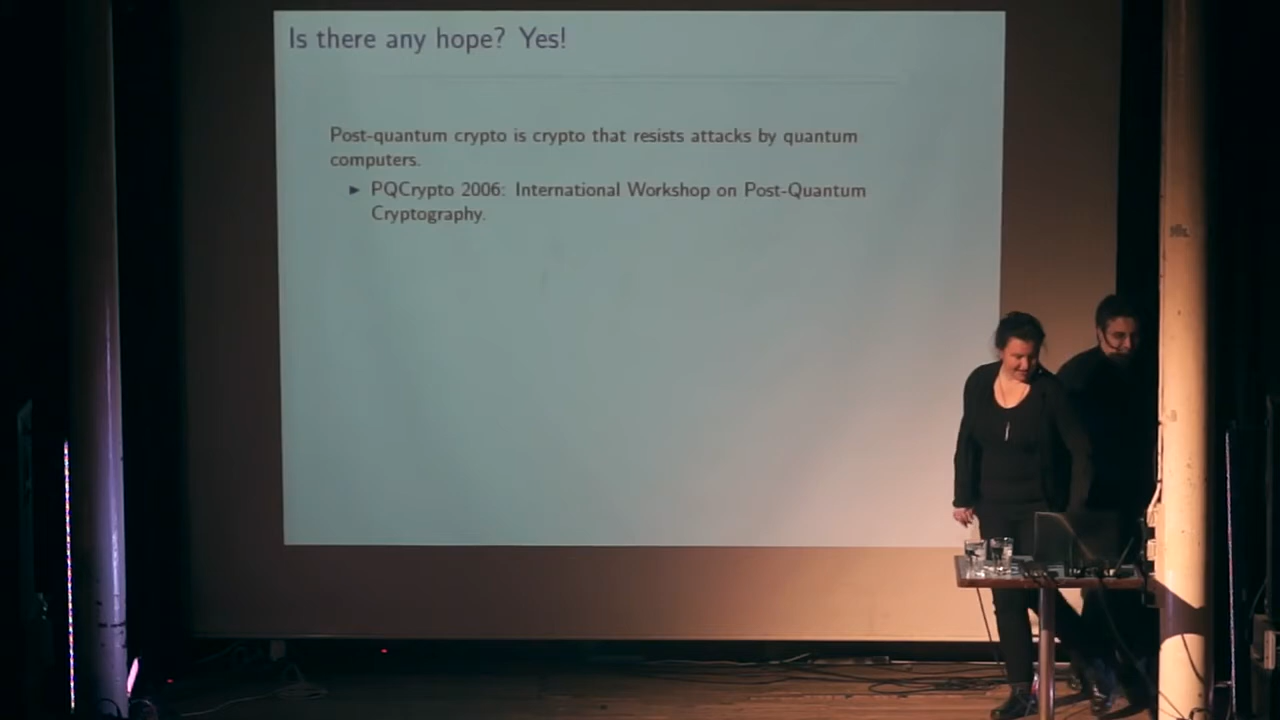 Is there any hope? Yes!
Post-quantum crypto is crypto that resists attacks by quantum
computers.
► PQCrypto 2006: International Workshop on Post-Quantum
Cryptography.